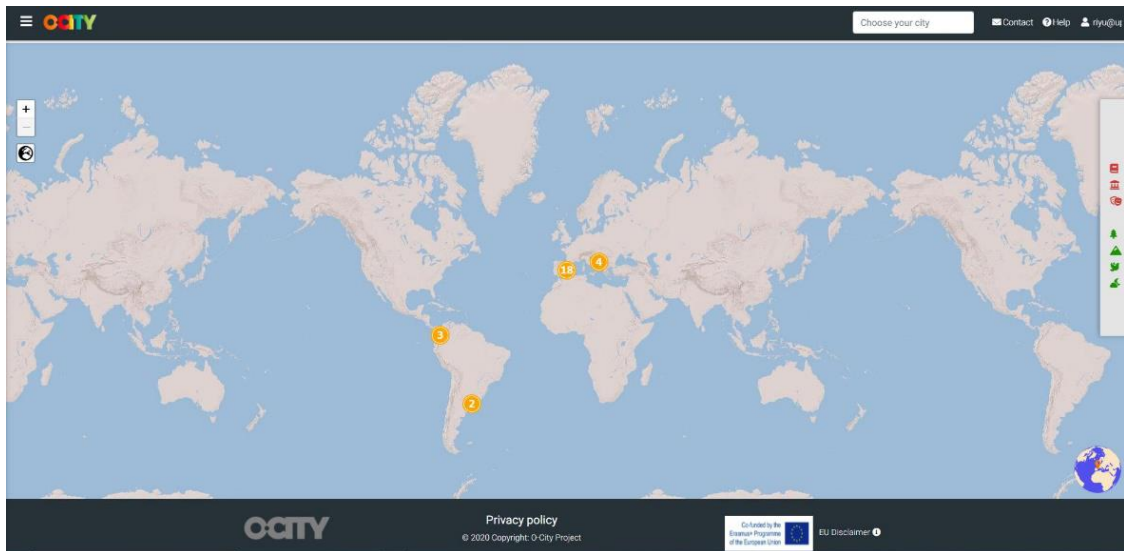 O-CITY
Choose your city
Contact
Help
riyu@up
+
18
4
3
2
O-CITY
Privacy policy
© 2020 Copyright: O-City Project
Co-funded by the
Erasmus+ Programme
of the European Union
EU Disclaimer